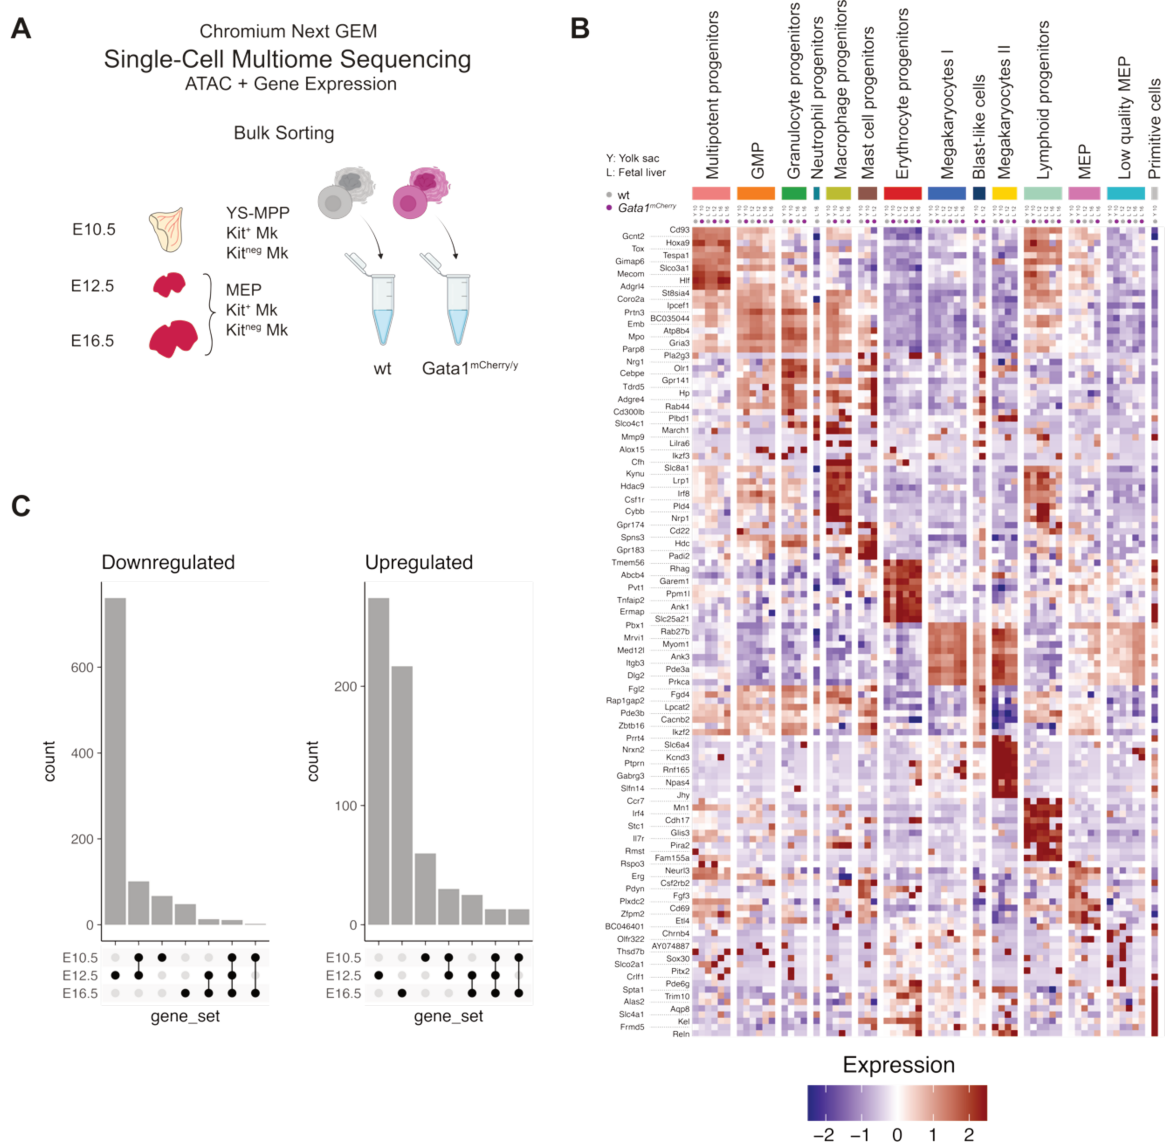 A
Chromium Next GEM
Single-Cell Multiome Sequencing
ATAC + Gene Expression
Bulk Sorting
E10.5
YS-MPP
Kit+ Mk
Kitneg Mk
E12.5
MEP
Kit+ Mk
Kitneg Mk
E16.5
wt
Gata1mCherry/y
B
Multipotent progenitors
GMP
Granulocyte progenitors
Neutrophil progenitors
Macrophage progenitors
Mast cell progenitors
Erythrocyte progenitors
Megakaryocytes I
Blast-like cells
Megakaryocytes II
Lymphoid progenitors
MEP
Low quality MEP
Primitive cells
Y: Yolk sac
L: Fetal liver
wt
Gata1mCherry
Cd93
Gcnt2
Hoxa9
Tox
Tespa1
Gimap6
Slco3a1
Mecom
Hlf
Adgrl4
St8sia4
Coro2a
Ipcef1
Prtn3
BC035044
Emb
Atp8b4
Mpo
Gria3
Parp8
Pla2g3
Nrg1
Olr1
Cebpe
Gpr141
Tdrd5
Hp
Adgre4
Rab44
Cd300lb
Plbd1
Slco4c1
March1
Mmp9
Lilra6
Alox15
Ikzf3
Cfh
Slc8a1
Kynu
Lrp1
Hdac9
Irf8
Csf1r
Pld4
Cybb
Nrp1
Gpr174
Cd22
Spns3
Hdc
Gpr183
Padi2
Tmem56
Rhag
Abcb4
Garem1
Pvt1
Ppm1l
Tnfaip2
Ank1
Ermap
Slc25a21
Pbx1
Rab27b
Mrvi1
Myom1
Med12l
Ank3
Itgb3
Pde3a
Dlg2
Prkca
Fgl2
Fgd4
Rap1gap2
Lpcat2
Pde3b
Cacnb2
Zbtb16
Ikzf2
Prrt4
Slc6a4
Nrxn2
Kcnd3
Ptprn
Rnf165
Gabrg3
Npas4
Slfn14
Jhy
Ccr7
Mn1
Irf4
Cdh17
Stc1
Glis3
Il7r
Pira2
Rmst
Fam155a
Rspo3
Neurl3
Erg
Csf2rb2
Pdyn
Fgf3
Plxdc2
Cd69
Zfpm2
Etl4
BC046401
Chrnb4
Olfr322
AY074887
Thsd7b
Sox30
Slco2a1
Pitx2
Crlf1
Pde6g
Spta1
Trim10
Alas2
Aqp8
Slc4a1
Kel
Frmd5
Reln
Expression
−2 −1 0 1 2
C
Downregulated
count
600
400
200
0
E10.5
E12.5
E16.5
gene_set
Upregulated
count
200
100
0
E10.5
E12.5
E16.5
gene_set